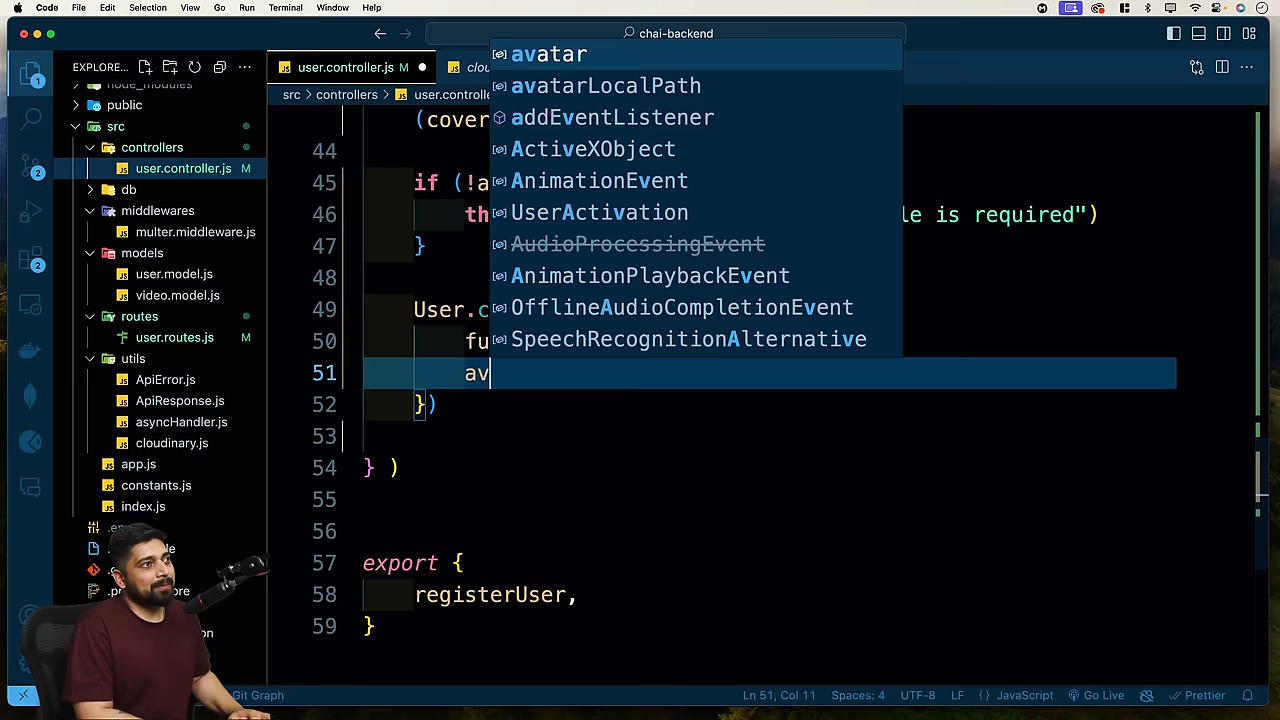 Code File Edit Selection View Go Run Terminal Window Help
chai-backend
EXPLORE...
user.controller.js M
clou
src > controllers > user.controlle
node_modules
public
src
controllers
user.controller.js M
db
middlewares
multer.middleware.js
models
user.model.js
video.model.js
routes
user.routes.js M
utils
ApiError.js
ApiResponse.js
asyncHandler.js
cloudinary.js
app.js
constants.js
index.js
1
2
2
avatar
avatarLocalPath
addEventListener
ActiveXObject
AnimationEvent
UserActivation
AudioProcessingEvent
AnimationPlaybackEvent
OfflineAudioCompletionEvent
SpeechRecognitionAlternative
(cover
44
45 if (!a
46 th le is required")
47 }
48
49 User.c
50 fu
51 av
52 })
53
54 } )
55
56
57 export {
58 registerUser,
59 }
Git Graph
Ln 51, Col 11 Spaces: 4 UTF-8 LF {} JavaScript Go Live Prettier